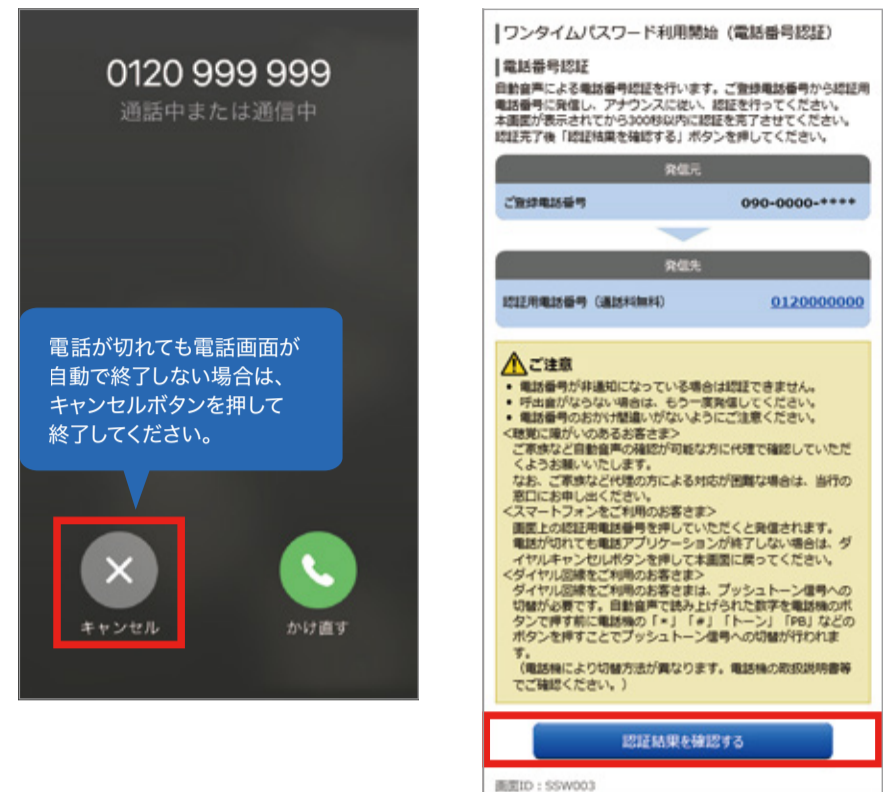 0120 999 999
通話中または通信中
電話が切れても電話画面が
自動で終了しない場合は、
キャンセルボタンを押して
終了してください。
キャンセル
かけ直す
ワンタイムパスワード利用開始（電話番号認証）
電話番号認証
自動音声による電話番号認証を行います。ご登録電話番号から認証用
電話番号に発信し、アナウンスに従い、認証を行ってください。
本画面が表示されてから300秒以内に認証を完了させてください。
認証完了後「認証結果を確認する」ボタンを押してください。
発信元
ご登録電話番号 090-0000-****
発信先
認証用電話番号（通話料無料） 0120000000
ご注意
• 電話番号が非通知になっている場合は認証できません。
• 呼出音がならない場合は、もう一度発信してください。
• 電話番号のおかけ間違いがないようにご注意ください。
<聴覚に障がいのあるお客さま>
ご家族など自動音声の確認が可能な方に代理で確認していただ
くようお願いいたします。
なお、ご家族など代理の方による対応が困難な場合は、当行の
窓口にお申し出ください。
<スマートフォンをご利用のお客さま>
画面上の認証用電話番号を押していただくと発信されます。
電話が切れても電話アプリケーションが終了しない場合は、ダ
イヤルキャンセルボタンを押して本画面に戻ってください。
<ダイヤル回線をご利用のお客さま>
ダイヤル回線をご利用のお客さまは、プッシュトーン信号への
切替が必要です。自動音声で読み上げられた数字を電話機のボ
タンで押す前に電話機の「*」「#」「トーン」「PB」などの
ボタンを押すことでプッシュトーン信号への切替が行われま
す。
（電話機により切替方法が異なります。電話機の取扱説明書等
でご確認ください。）
認証結果を確認する
画面ID：SSW003